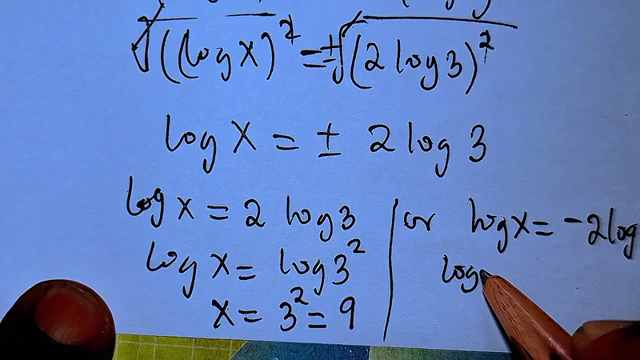 √((log x)² = ±√(2 log 3)²
log x = ± 2 log 3
log x = 2 log 3 or log x = -2 log
log x = log 3² log
x = 3² = 9